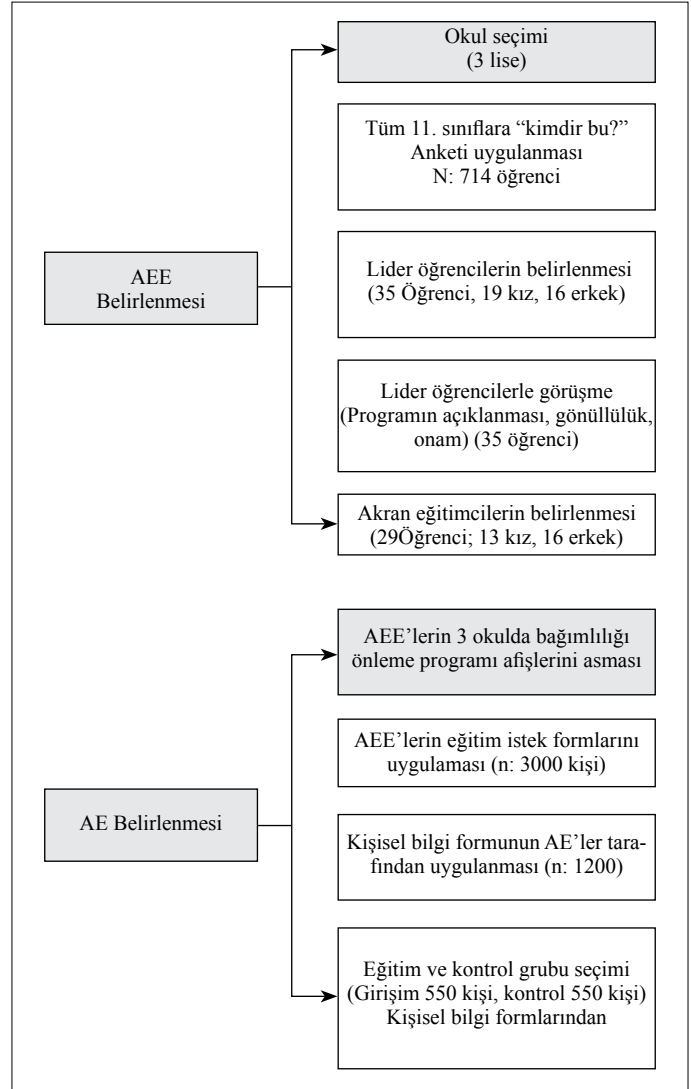 Okul seçimi
(3 lise)
Tüm 11. sınıflara “kimdir bu?”
Anketi uygulanması
N: 714 öğrenci
AEE
Belirlenmesi
Lider öğrencilerin belirlenmesi
(35 Öğrenci, 19 kız, 16 erkek)
Lider öğrencilerle görüşme
(Programın açıklanması, gönüllülük,
onam) (35 öğrenci)
Akran eğitimcilerin belirlenmesi
(29Öğrenci; 13 kız, 16 erkek)
AEE’lerin 3 okulda bağımlılığı
önleme programı afişlerini asması
AEE’lerin eğitim istek formlarını
uygulaması (n: 3000 kişi)
AE Belirlenmesi
Kişisel bilgi formunun AE’ler tara-
fından uygulanması (n: 1200)
Eğitim ve kontrol grubu seçimi
(Girişim 550 kişi, kontrol 550 kişi)
Kişisel bilgi formlarından